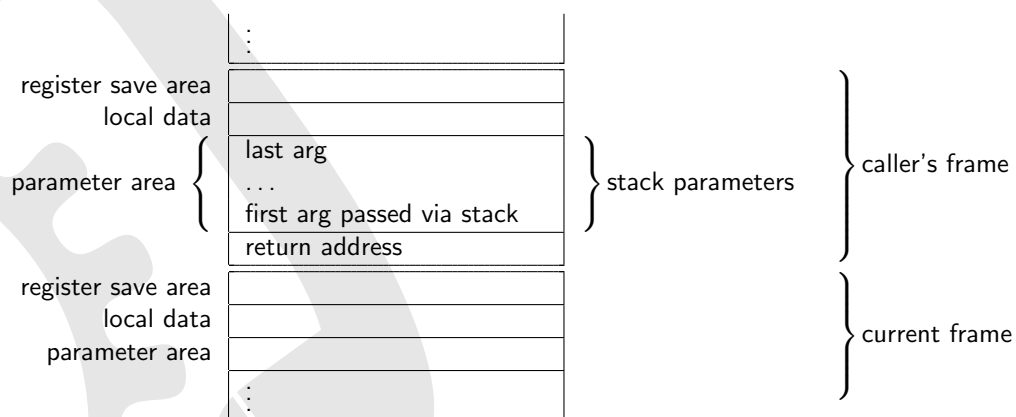 ⋮
register save area
local data
last arg
parameter area
. . .
stack parameters
caller's frame
first arg passed via stack
return address
register save area
local data
current frame
parameter area
⋮